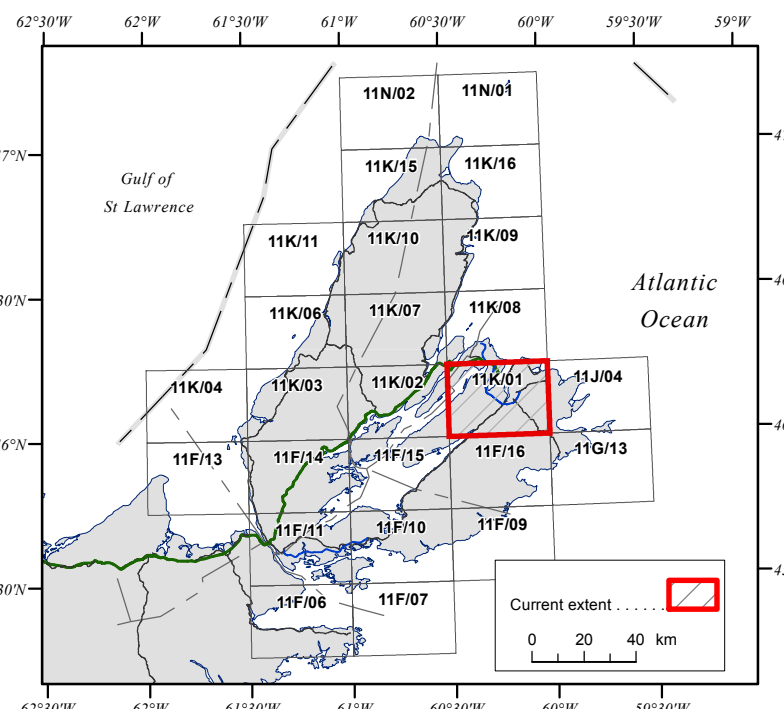 62°30'W 62°W 61°30'W 61°W 60°30'W 60°W 59°30'W 59°W
11N/02 11N/01
11K/15 11K/16
Gulf of
St Lawrence
11K/11 11K/10 11K/09
Atlantic
Ocean
11K/06 11K/07 11K/08
11K/04 11K/03 11K/02 11K/01 11J/04
11F/13 11F/14 11F/15 11F/16 11G/13
11F/11 11F/10 11F/09
11F/06 11F/07
Current extent . . . . . .
0 20 40 km
62°30'W 62°W 61°30'W 61°W 60°30'W 60°W 59°30'W